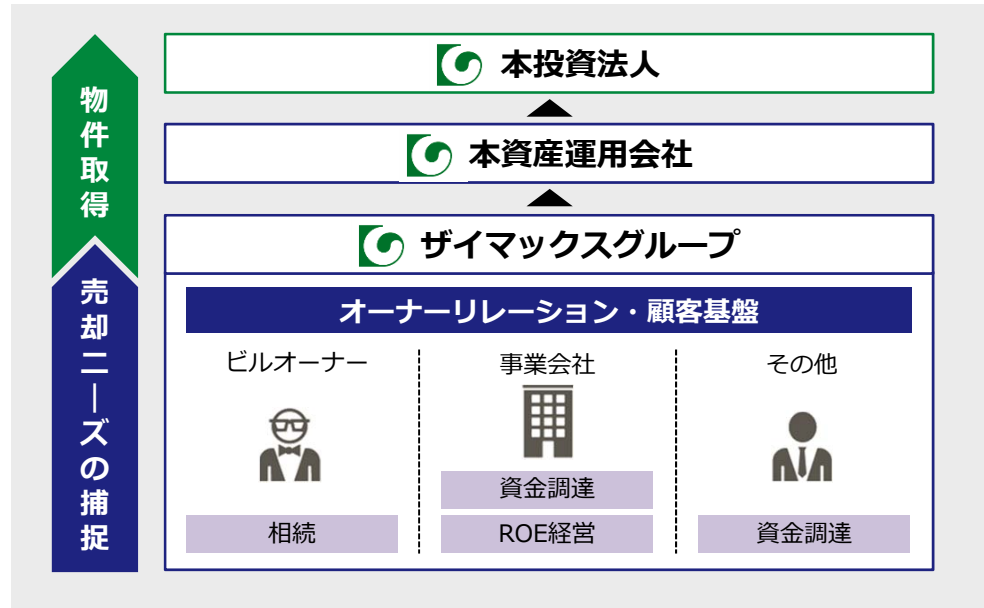 本投資法人
本資産運用会社
ザイマックスグループ
オーナーリレーション・顧客基盤
ビルオーナー
相続
事業会社
資金調達
ROE経営
その他
資金調達
物件取得
売却ニーズの捕捉